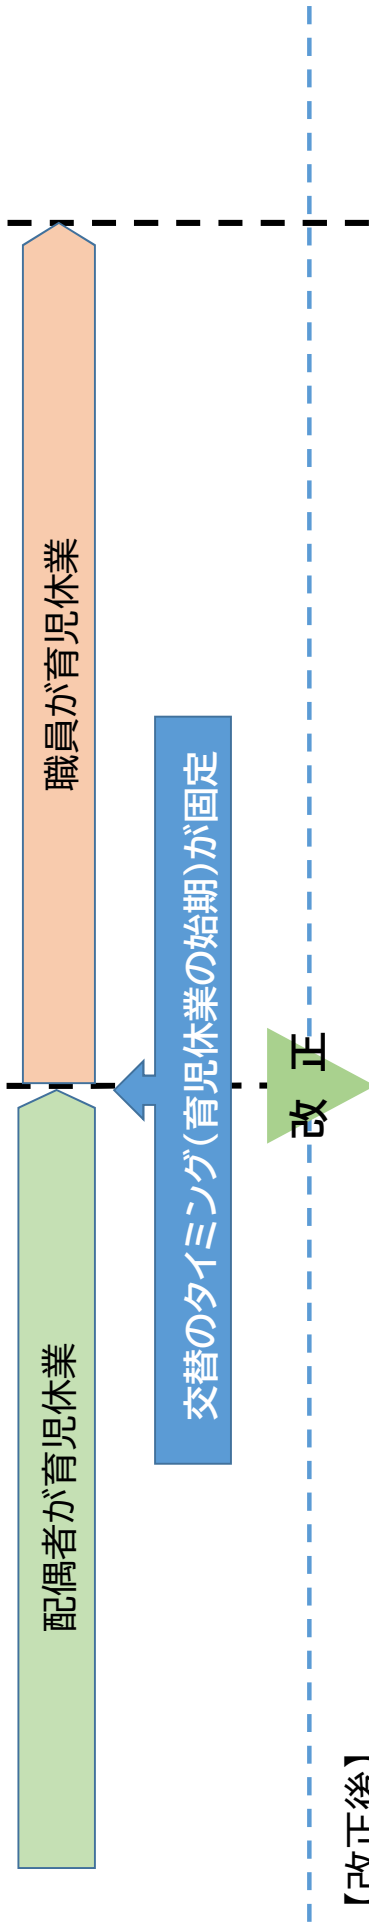 配偶者が育児休業
職員が育児休業
交替のタイミング(育児休業の始期)が固定
改 正
【改正後】